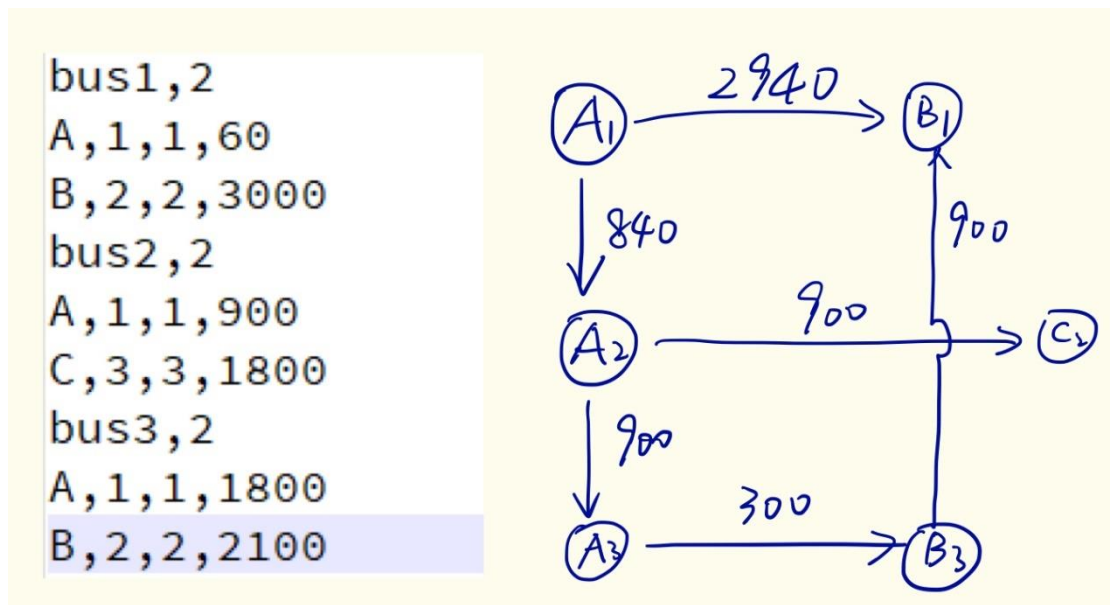 bus1,2
A,1,1,60
B,2,2,3000
bus2,2
A,1,1,900
C,3,3,1800
bus3,2
A,1,1,1800
B,2,2,2100
A1
2940
B1
840
900
A2
900
C2
900
A3
300
B3